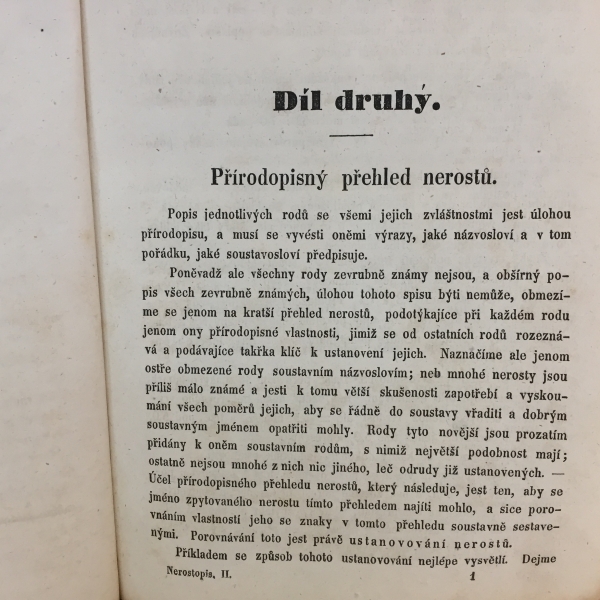 Díl druhý.
Přírodopisný přehled nerostů.
Popis jednotlivých rodů se všemi jejich zvláštnostmi jest úlohou
přírodopisu, a musí se vyvésti oněmi výrazy, jaké názvosloví a v tom
pořádku, jaké soustavosloví předpisuje.
Poněvadž ale všechny rody zevrubně známy nejsou, a obšírný po-
pis všech zevrubně známých, úlohou tohoto spisu býti nemůže, obmezí-
me se jenom na kratší přehled nerostů, podotýkajíce při každém rodu
jenom ony přírodopisné vlastnosti, jimiž se od ostatních rodů rozezná-
vá a podávajíce takřka klíč k ustanovení jejich. Naznačíme ale jenom
ostře obmezené rody soustavním názvoslovím; neb mnohé nerosty jsou
příliš málo známé a jesti k tomu větší skušenosti zapotřebí a vyskou-
mání všech poměrů jejich, aby se řádně do soustavy vřaditi a dobrým
soustavným jménem opatřiti mohly. Rody tyto novější jsou prozatím
přidány k oněm soustavním rodům, s nimiž největší podobnost mají;
ostatně nejsou mnohé z nich nic jiného, leč odrudy již ustanovených. —
Účel přírodopisného přehledu nerostů, který následuje, jest ten, aby se
jméno zpytovaného nerostu tímto přehledem najíti mohlo, a sice poro-
vnáním vlastností jeho se znaky v tomto přehledu soustavně sestave-
nými. Porovnávání toto jest právě ustanovování nerostů.
Příkladem se způsob tohoto ustanovování nejlépe vysvětlí. Dejme
Nerostopis. II. 1